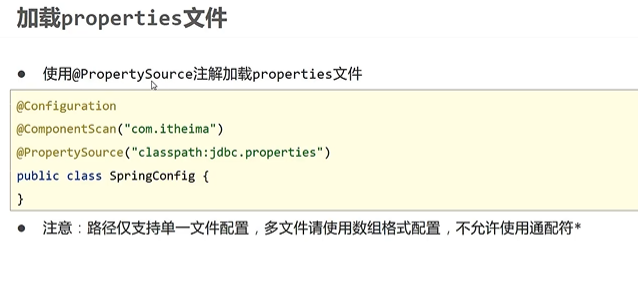 加载properties文件
● 使用@PropertySource注解加载properties文件
@Configuration
@ComponentScan("com.itheima")
@PropertySource("classpath:jdbc.properties")
public class SpringConfig {
}
● 注意：路径仅支持单一文件配置，多文件请使用数组格式配置，不允许使用通配符*